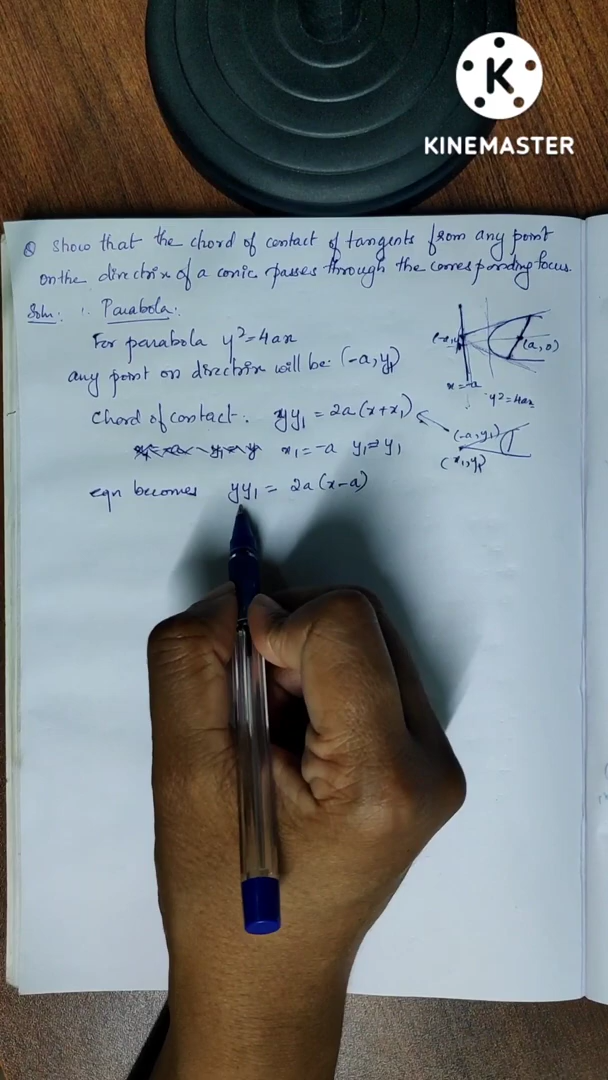 KINEMASTER
Q Show that the chord of contact of tangents from any point
on the directrix of a conic passes through the corresponding focus.
Soln: 1. Parabola:
For parabola y²=4ax
any point on directrix will be: (-a, y₁)
(a, 0)
x=-a
y²=4ax
Chord of contact: yy₁ = 2a(x+x₁)
(-a, y₁)
x₁=-a y₁=y₁
(x₁, y₁)
eqn becomes yy₁ = 2a(x-a)